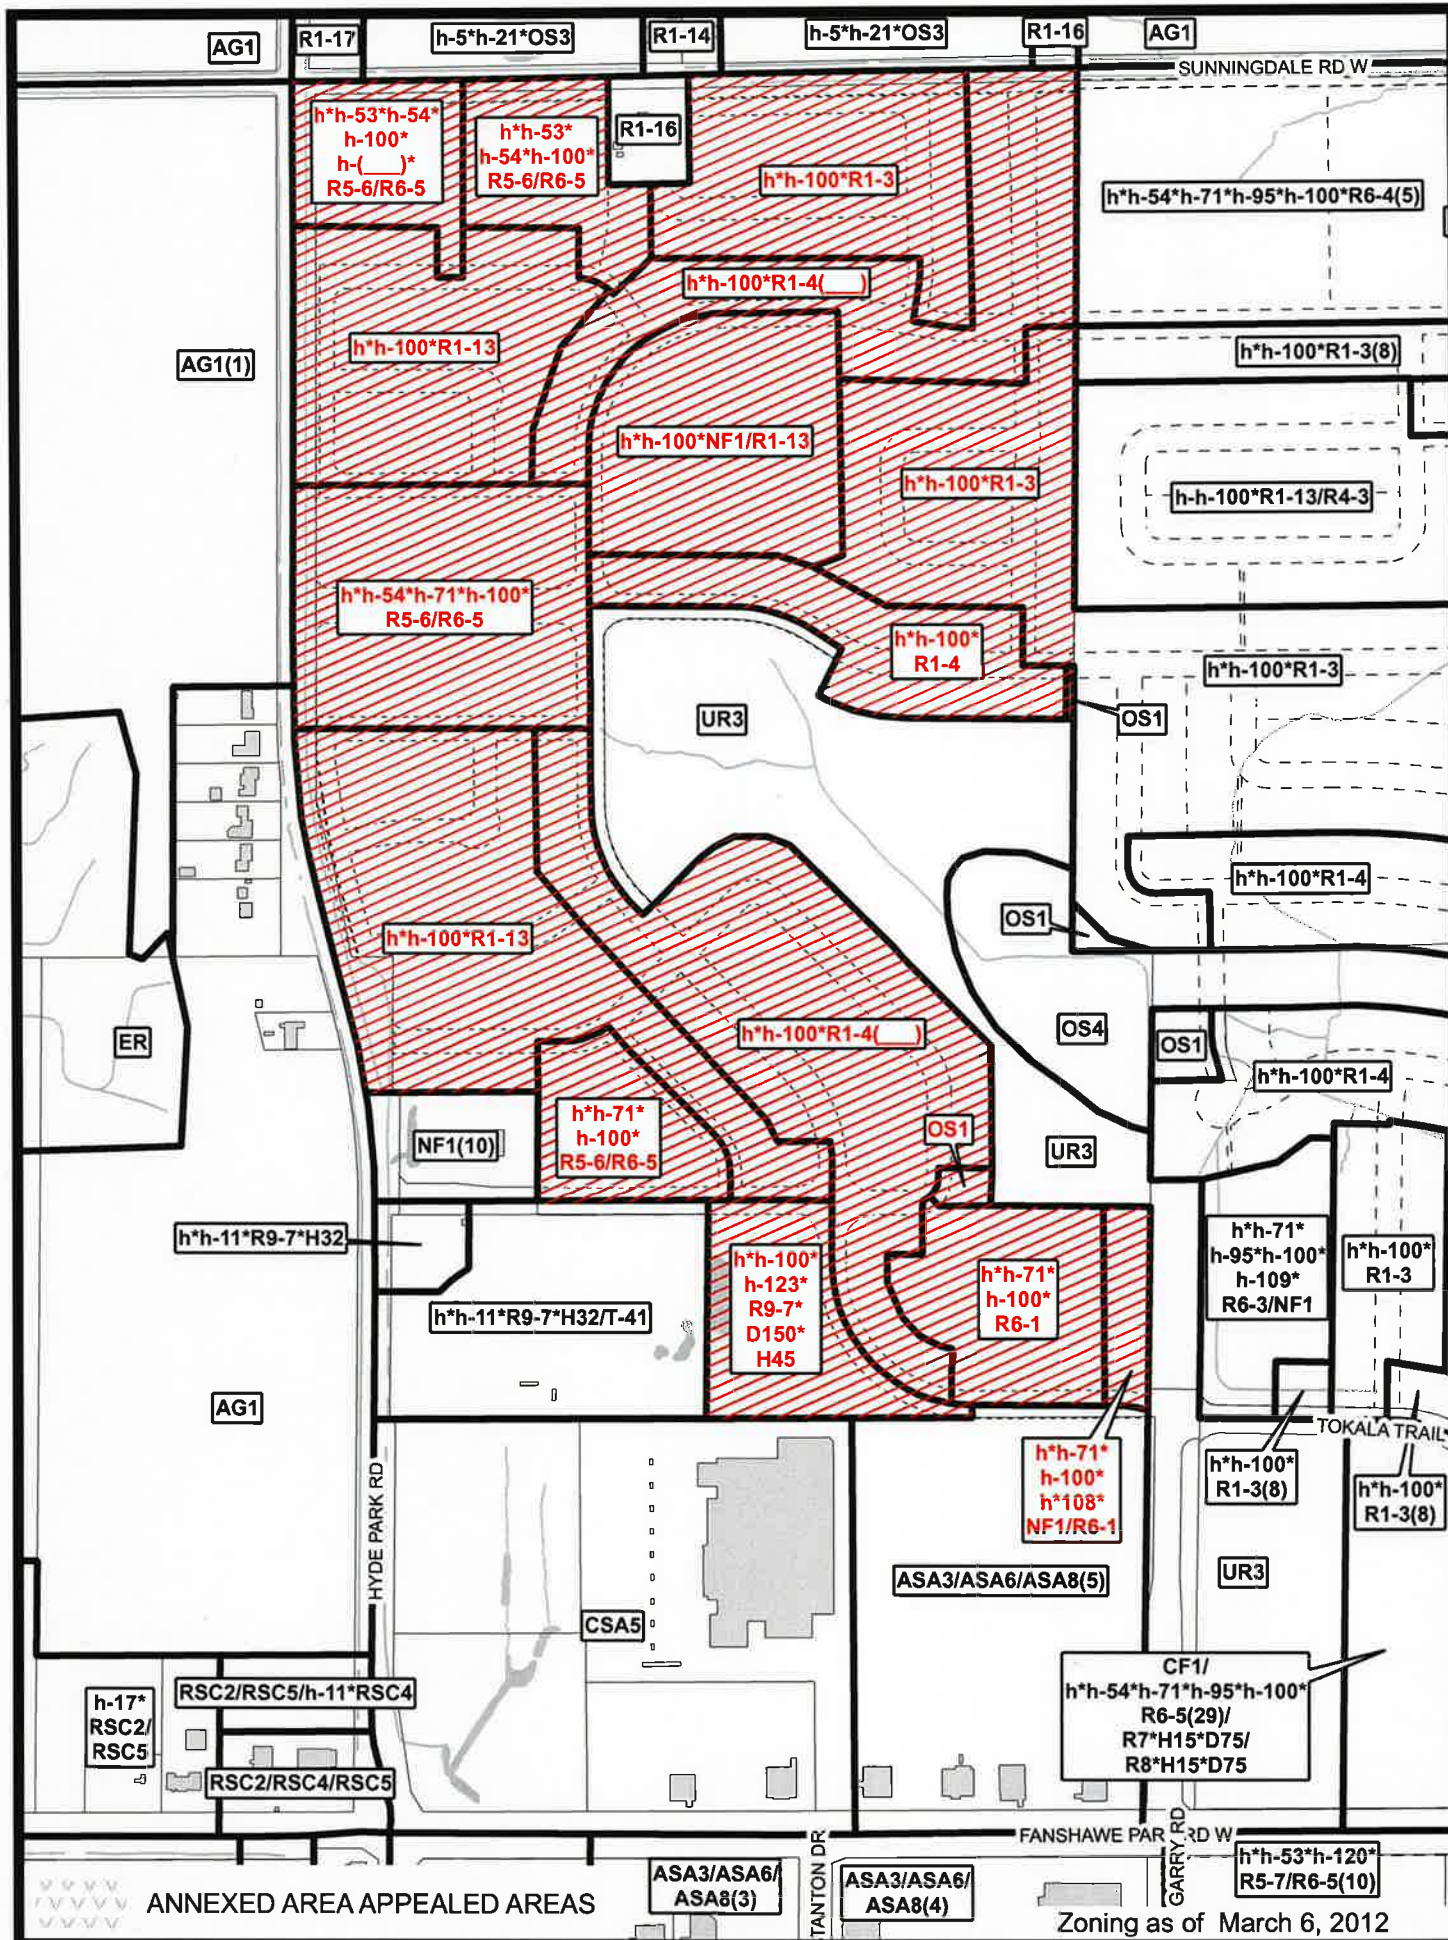 AG1
R1-17
h-5*h-21*OS3
R1-14
h-5*h-21*OS3
R1-16
AG1
SUNNINGDALE RD W
h*h-53*h-54*
h-100*
h-(___)*
R5-6/R6-5
h*h-53*
h-54*h-100*
R5-6/R6-5
R1-16
h*h-100*R1-3
h*h-54*h-71*h-95*h-100*R6-4(5)
h*h-100*R1-4(___)
AG1(1)
h*h-100*R1-13
h*h-100*R1-3(8)
h*h-100*NF1/R1-13
h*h-100*R1-3
h-h-100*R1-13/R4-3
h*h-54*h-71*h-100*
R5-6/R6-5
h*h-100*
R1-4
h*h-100*R1-3
UR3
OS1
h*h-100*R1-4
OS1
h*h-100*R1-13
ER
h*h-100*R1-4(___)
OS4
OS1
h*h-100*R1-4
h*h-71*
h-100*
R5-6/R6-5
NF1(10)
OS1
UR3
h*h-11*R9-7*H32
h*h-100*
h-123*
R9-7*
D150*
H45
h*h-71*
h-100*
R6-1
h*h-71*
h-95*h-100*
h-109*
R6-3/NF1
h*h-100*
R1-3
h*h-11*R9-7*H32/T-41
AG1
TOKALA TRAIL
h*h-71*
h-100*
h*108*
NF1/R6-1
h*h-100*
R1-3(8)
h*h-100*
R1-3(8)
HYDE PARK RD
ASA3/ASA6/ASA8(5)
UR3
CSA5
CF1/
h*h-54*h-71*h-95*h-100*
R6-5(29)/
R7*H15*D75/
R8*H15*D75
h-17*
RSC2/
RSC5
RSC2/RSC5/h-11*RSC4
RSC2/RSC4/RSC5
FANSHAWE PAR RD W
GARRY RD
TANTON DR
ANNEXED AREA APPEALED AREAS
ASA3/ASA6/
ASA8(3)
ASA3/ASA6/
ASA8(4)
h*h-53*h-120*
R5-7/R6-5(10)
Zoning as of March 6, 2012